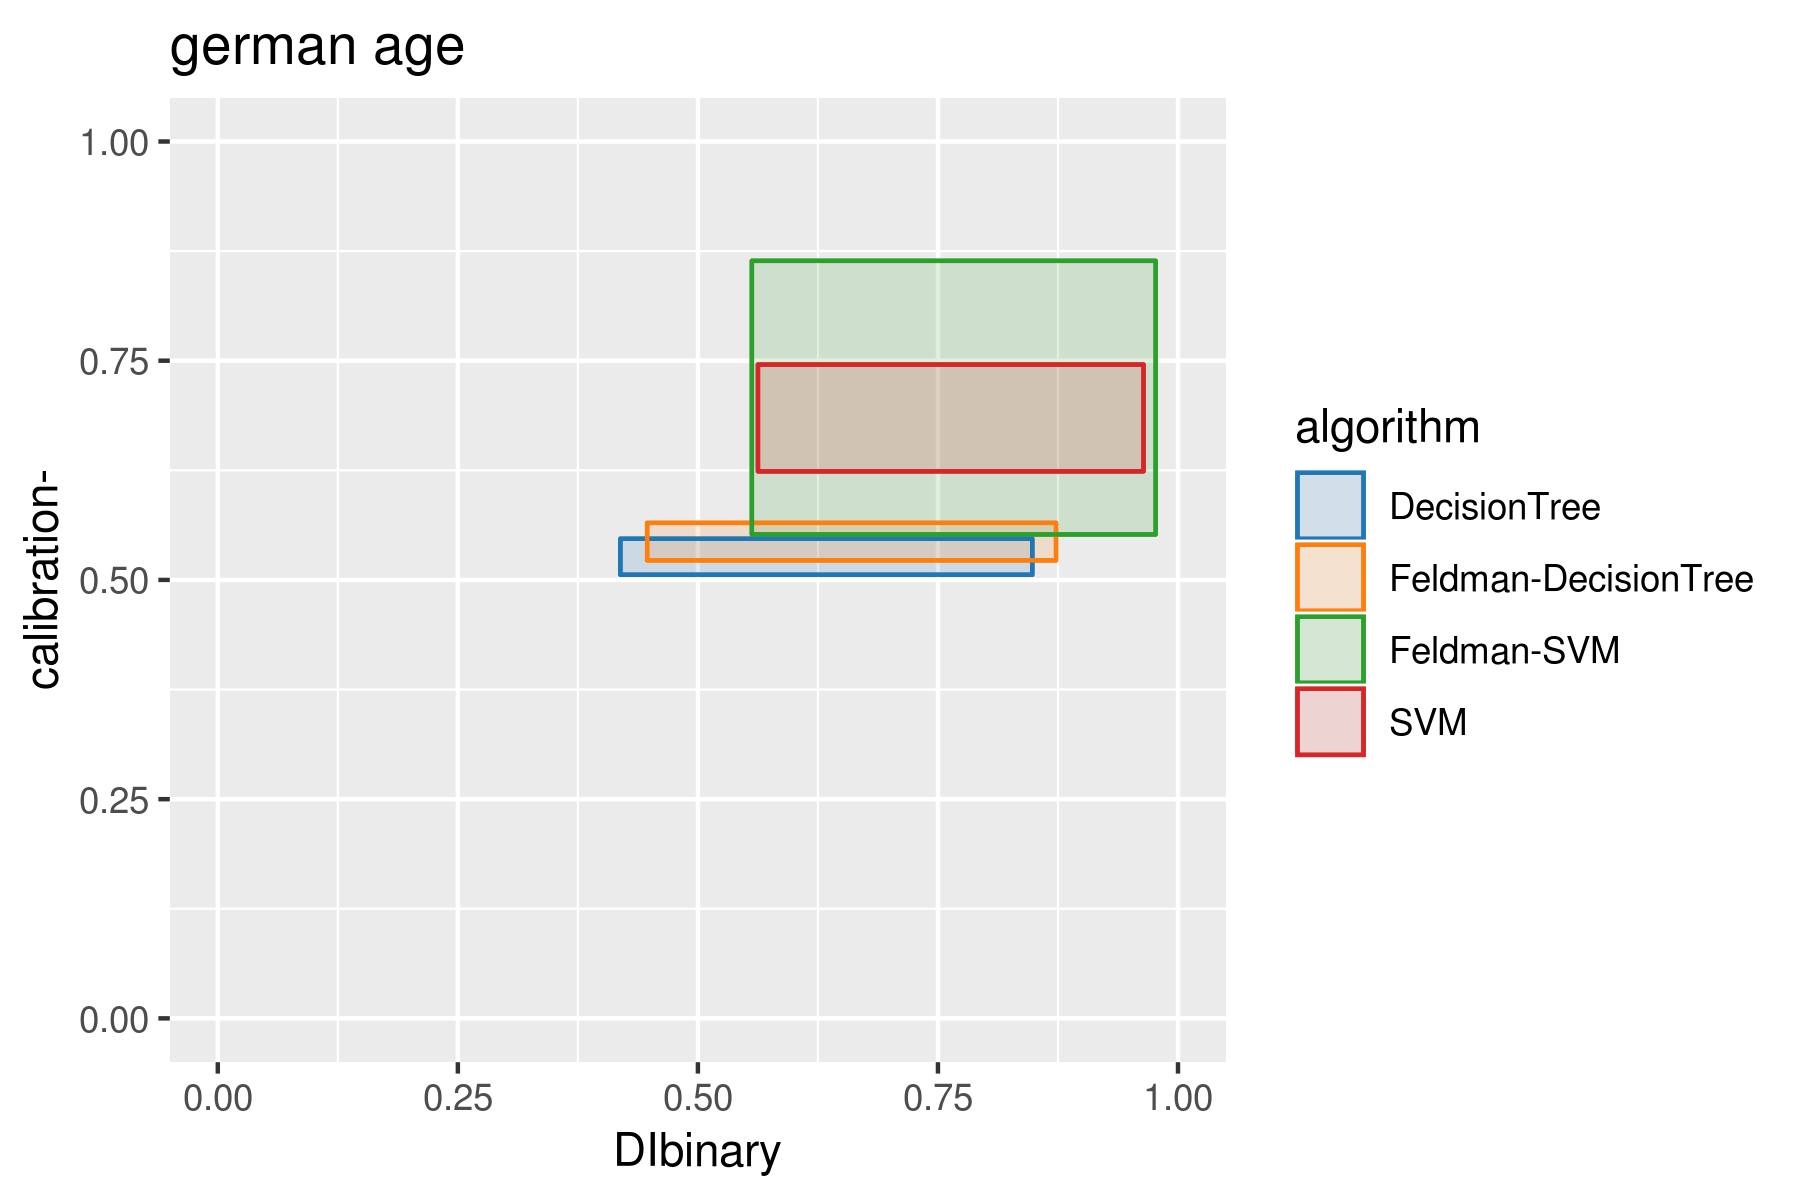 german age
1.00
0.75
0.50
0.25
0.00
calibration-
0.00 0.25 0.50 0.75 1.00
DIbinary
algorithm
DecisionTree
Feldman-DecisionTree
Feldman-SVM
SVM